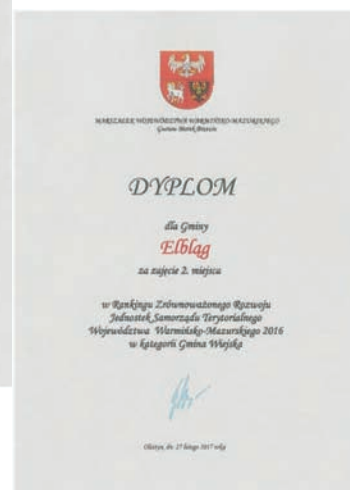 MARSZAŁEK WOJEWÓDZTWA WARMIŃSKO-MAZURSKIEGO
Gustaw Marek Brzezin
DYPLOM
dla Gminy
Elbląg
za zajęcie 2. miejsca
w Rankingu Zrównoważonego Rozwoju
Jednostek Samorządu Terytorialnego
Województwa Warmińsko-Mazurskiego 2016
w kategorii Gmina Wiejska
Olsztyn, dn. 27 lutego 2017 roku